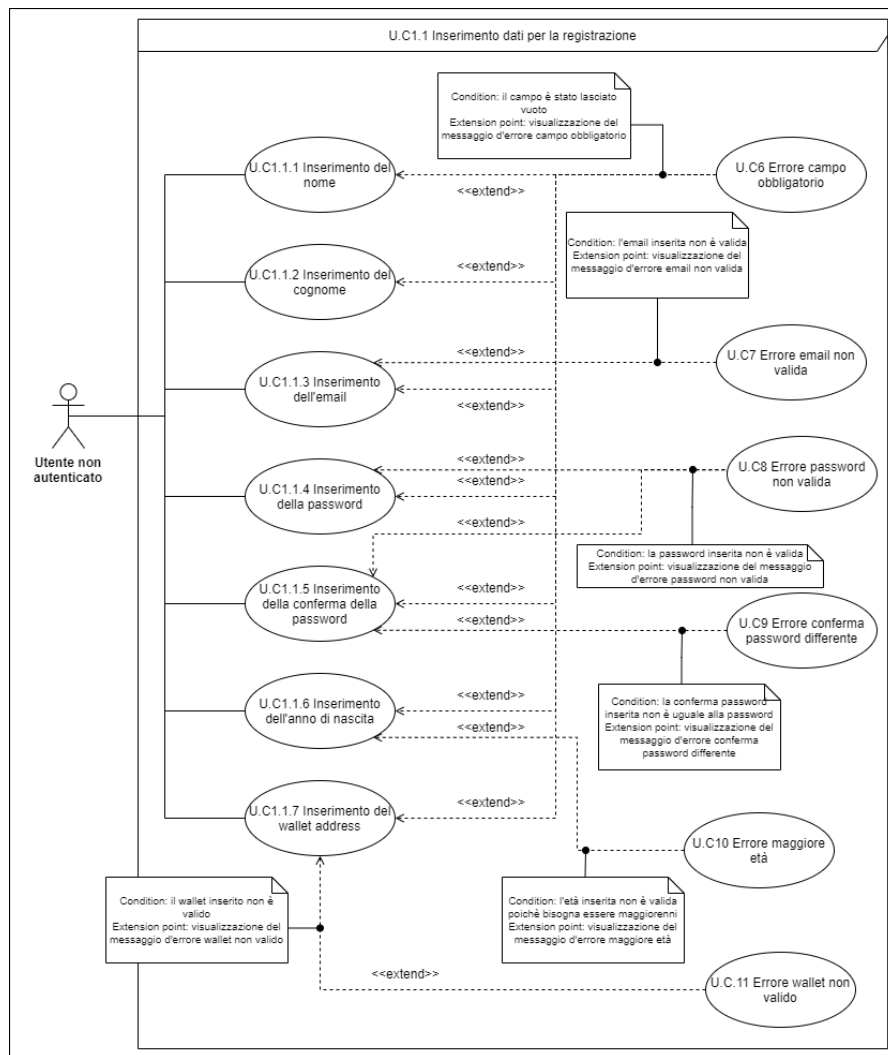 U.C1.1 Inserimento dati per la registrazione
Condition: il campo è stato lasciato
vuoto
Extension point: visualizzazione del
messaggio d'errore campo obbligatorio
U.C1.1.1 Inserimento del
nome
<<extend>>
U.C6 Errore campo
obbligatorio
Condition: l'email inserita non è valida
Extension point: visualizzazione del
messaggio d'errore email non valida
U.C1.1.2 Inserimento del
cognome
<<extend>>
<<extend>>
U.C7 Errore email non
valida
U.C1.1.3 Inserimento
dell'email
<<extend>>
Utente non
autenticato
<<extend>>
U.C8 Errore password
non valida
U.C1.1.4 Inserimento
della password
<<extend>>
<<extend>>
Condition: la password inserita non è valida
Extension point: visualizzazione del messaggio
d'errore password non valida
U.C1.1.5 Inserimento
della conferma della
password
<<extend>>
<<extend>>
U.C9 Errore conferma
password differente
Condition: la conferma password
inserita non è uguale alla password
Extension point: visualizzazione del
messaggio d'errore conferma
password differente
U.C1.1.6 Inserimento
dell'anno di nascita
<<extend>>
<<extend>>
U.C1.1.7 Inserimento del
wallet address
<<extend>>
U.C10 Errore maggiore
età
Condition: il wallet inserito non è
valido
Extension point: visualizzazione del
messaggio d'errore wallet non valido
Condition: l'età inserita non è valida
poichè bisogna essere maggiorenni
Extension point: visualizzazione del
messaggio d'errore maggiore età
<<extend>>
U.C.11 Errore wallet non
valido